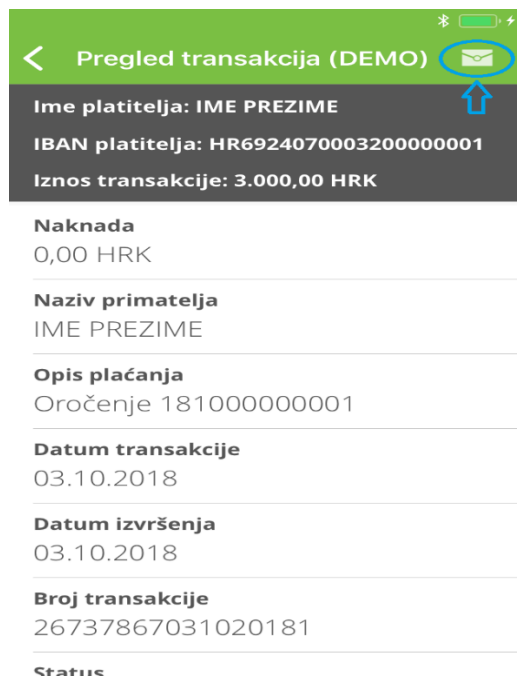 Pregled transakcija (DEMO)
Ime platitelja: IME PREZIME
IBAN platitelja: HR6924070003200000001
Iznos transakcije: 3.000,00 HRK
Naknada
0,00 HRK
Naziv primatelja
IME PREZIME
Opis plaćanja
Oročenje 181000000001
Datum transakcije
03.10.2018
Datum izvršenja
03.10.2018
Broj transakcije
26737867031020181
Status